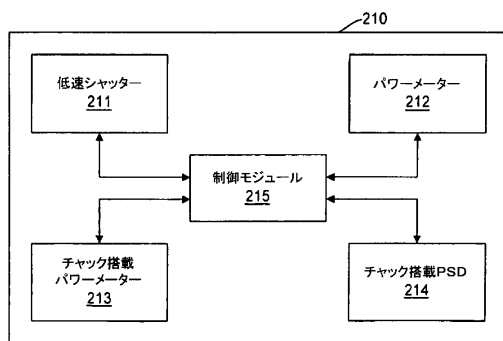 210
低速シャッター
211
パワーメーター
212
制御モジュール
215
チャック搭載
パワーメーター
213
チャック搭載PSD
214